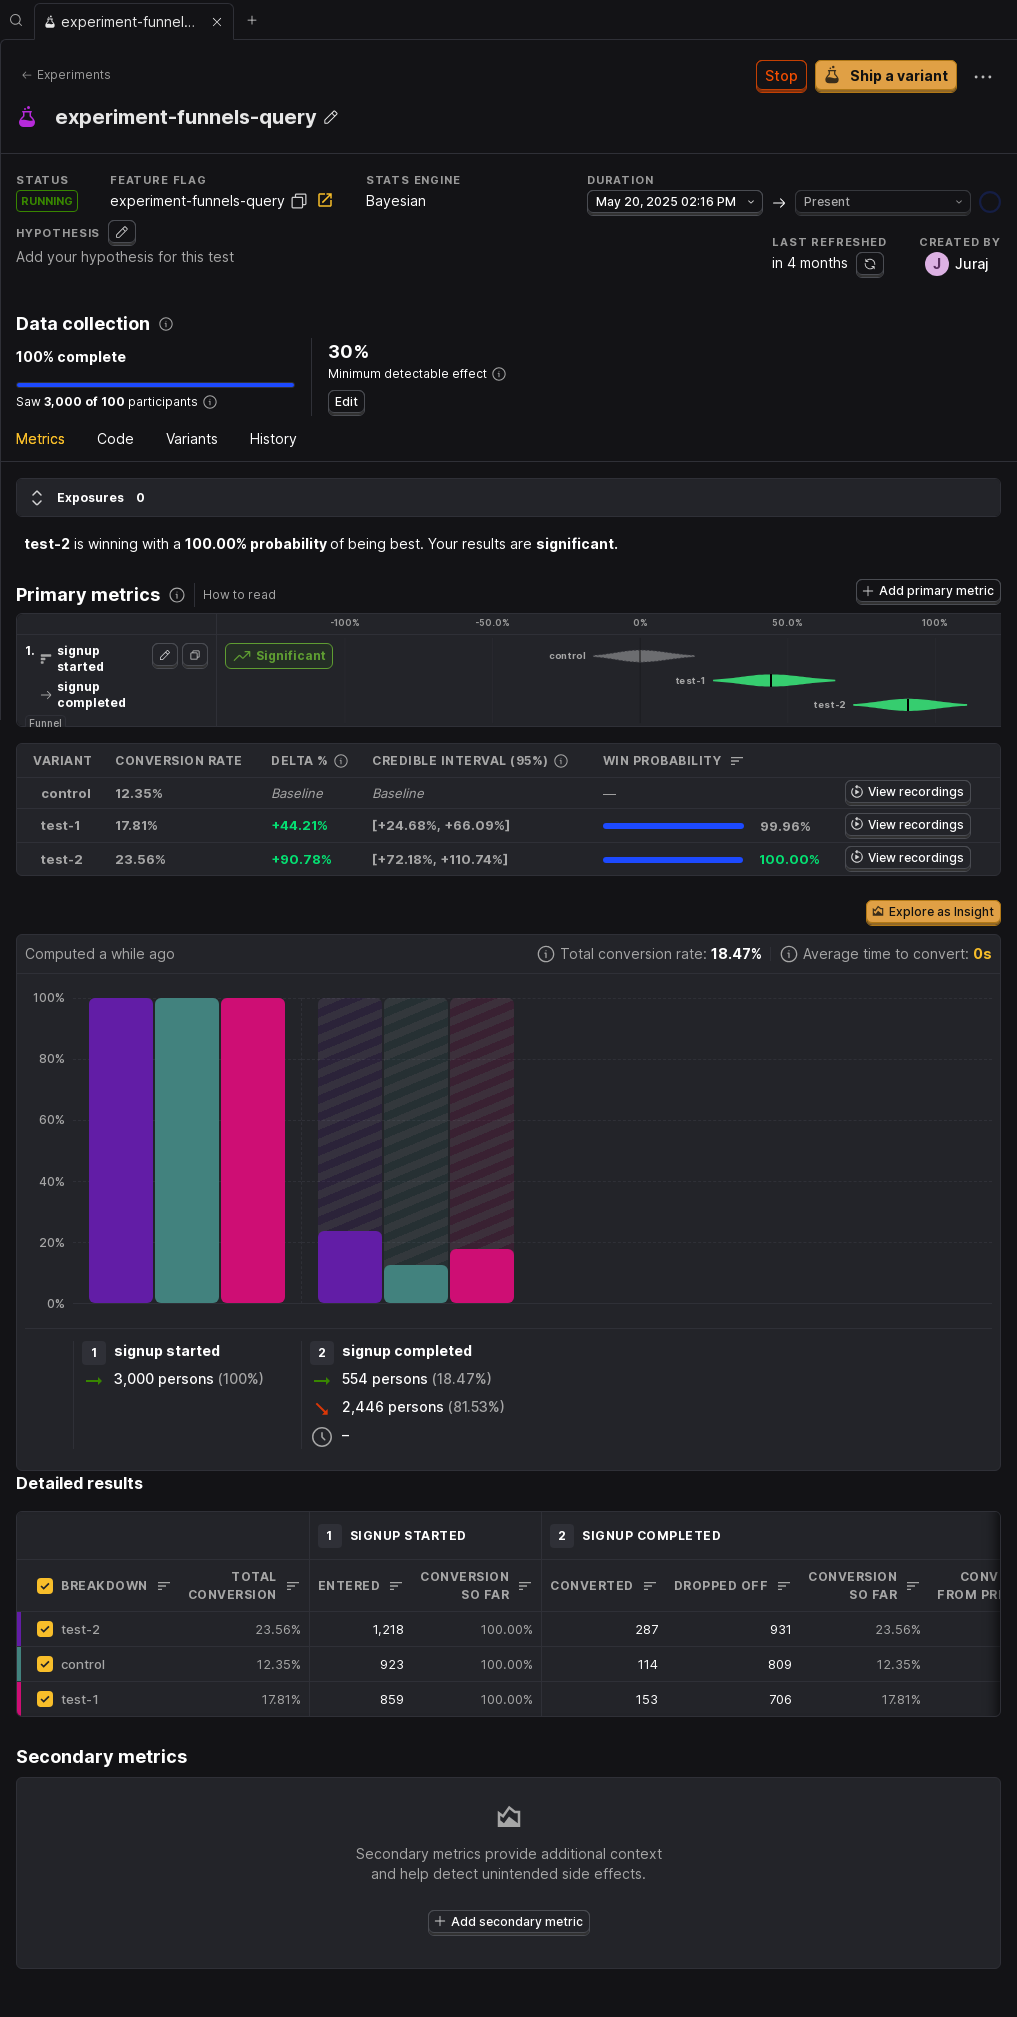 experiment-funnel...
Experiments
Stop
Ship a variant
experiment-funnels-query
STATUS
FEATURE FLAG
STATS ENGINE
DURATION
RUNNING
experiment-funnels-query
Bayesian
May 20, 2025 02:16 PM
Present
HYPOTHESIS
Add your hypothesis for this test
LAST REFRESHED
CREATED BY
in 4 months
J
Juraj
Data collection
100% complete
Saw 3,000 of 100 participants
30%
Minimum detectable effect
Edit
Metrics
Code
Variants
History
Exposures 0
test-2 is winning with a 100.00% probability of being best. Your results are significant.
Primary metrics
How to read
Add primary metric
-100%
-50.0%
0%
50.0%
100%
1.
signup started
signup completed
Funnel
Significant
control
test-1
test-2
VARIANT CONVERSION RATE DELTA % CREDIBLE INTERVAL (95%) WIN PROBABILITY
control 12.35% Baseline Baseline — View recordings
test-1 17.81% +44.21% [+24.68%, +66.09%] 99.96% View recordings
test-2 23.56% +90.78% [+72.18%, +110.74%] 100.00% View recordings
Explore as Insight
Computed a while ago
Total conversion rate: 18.47%
Average time to convert: 0s
100%
80%
60%
40%
20%
0%
1 signup started
3,000 persons (100%)
2 signup completed
554 persons (18.47%)
2,446 persons (81.53%)
–
Detailed results
1 SIGNUP STARTED
2 SIGNUP COMPLETED
BREAKDOWN
TOTAL CONVERSION
ENTERED
CONVERSION SO FAR
CONVERTED
DROPPED OFF
CONVERSION SO FAR
CONV
FROM PRE
test-2 23.56% 1,218 100.00% 287 931 23.56%
control 12.35% 923 100.00% 114 809 12.35%
test-1 17.81% 859 100.00% 153 706 17.81%
Secondary metrics
Secondary metrics provide additional context
and help detect unintended side effects.
Add secondary metric